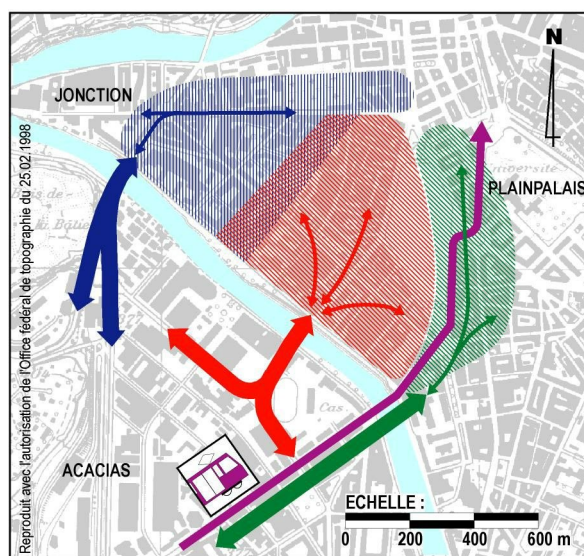 JONCTION
N
PLAINPALAIS
ACACIAS
Cas.
ECHELLE :
0 200 400 600 m
Reproduit avec l'autorisation de l'Office fédéral de topographie du 25.02.1998